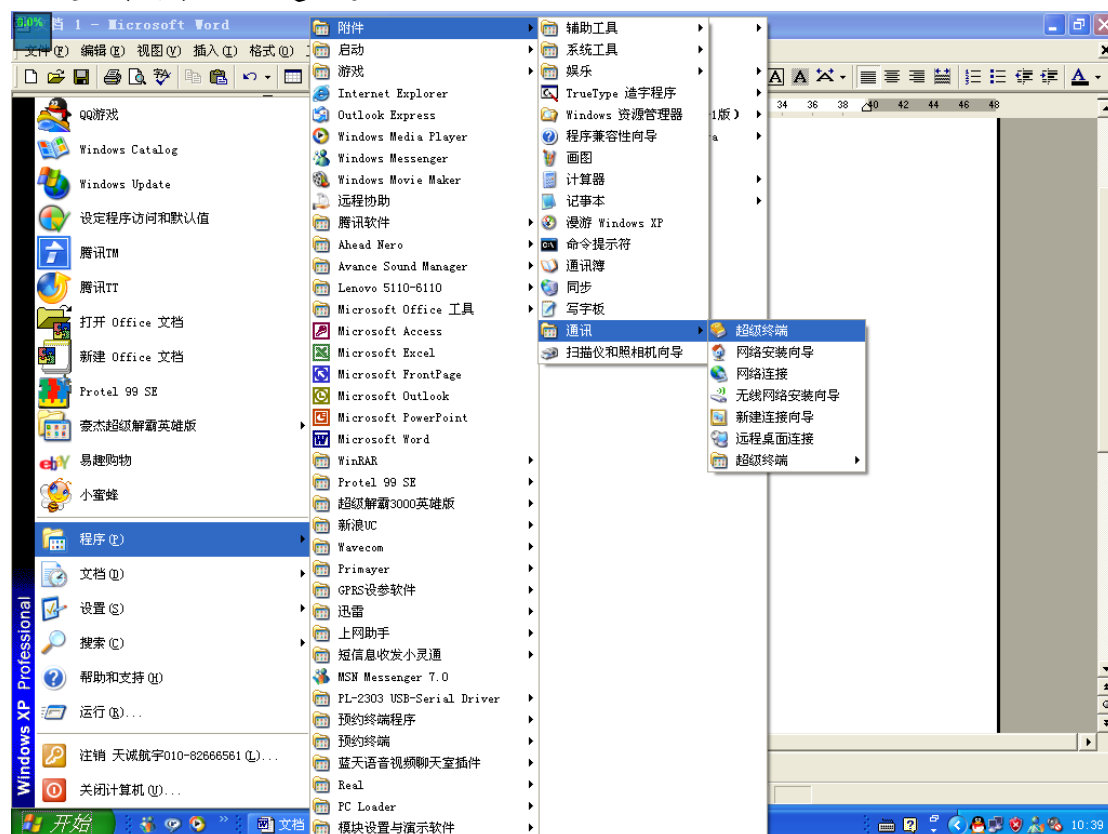 0.0%
档 1 - Microsoft Word
文件(F) 编辑(E) 视图(V) 插入(I) 格式(O)
34 36 38 40 42 44 46 48
QQ游戏
Windows Catalog
Windows Update
设定程序访问和默认值
腾讯TM
腾讯TT
打开 Office 文档
新建 Office 文档
Protel 99 SE
豪杰超级解霸英雄版
易趣购物
小蜜蜂
程序(P)
文档(D)
设置(S)
搜索(C)
帮助和支持(H)
运行(R)...
注销 天诚航宇010-82666561(L)...
关闭计算机(U)...
Windows XP Professional
附件
启动
游戏
Internet Explorer
Outlook Express
Windows Media Player
Windows Messenger
Windows Movie Maker
远程协助
腾讯软件
Ahead Nero
Avance Sound Manager
Lenovo 5110-6110
Microsoft Office 工具
Microsoft Access
Microsoft Excel
Microsoft FrontPage
Microsoft Outlook
Microsoft PowerPoint
Microsoft Word
WinRAR
Protel 99 SE
超级解霸3000英雄版
新浪UC
Wavecom
Primayer
GPRS设参软件
迅雷
上网助手
短信息收发小灵通
MSN Messenger 7.0
PL-2303 USB-Serial Driver
预约终端程序
预约终端
蓝天语音视频聊天室插件
Real
PC Loader
模块设置与演示软件
辅助工具
系统工具
娱乐
TrueType 造字程序
Windows 资源管理器
1版)
程序兼容性向导
a
画图
计算器
记事本
漫游 Windows XP
命令提示符
通讯簿
同步
写字板
通讯
扫描仪和照相机向导
超级终端
网络安装向导
网络连接
无线网络安装向导
新建连接向导
远程桌面连接
超级终端
开始
文档
10:39